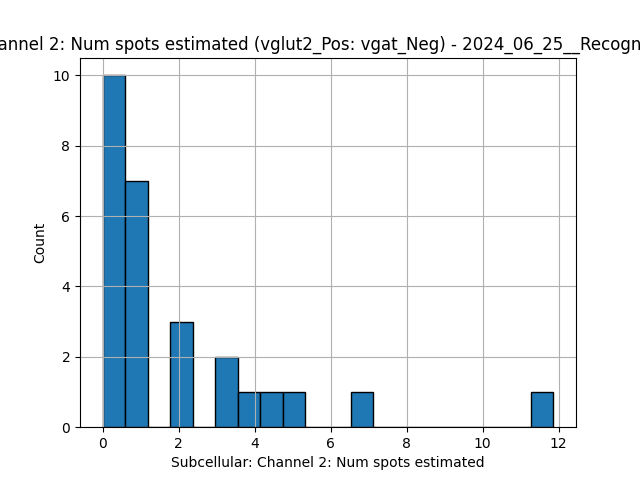 annel 2: Num spots estimated (vglut2_Pos: vgat_Neg) - 2024_06_25__Recogn
10
8
6
4
2
0
Count
0 2 4 6 8 10 12
Subcellular: Channel 2: Num spots estimated